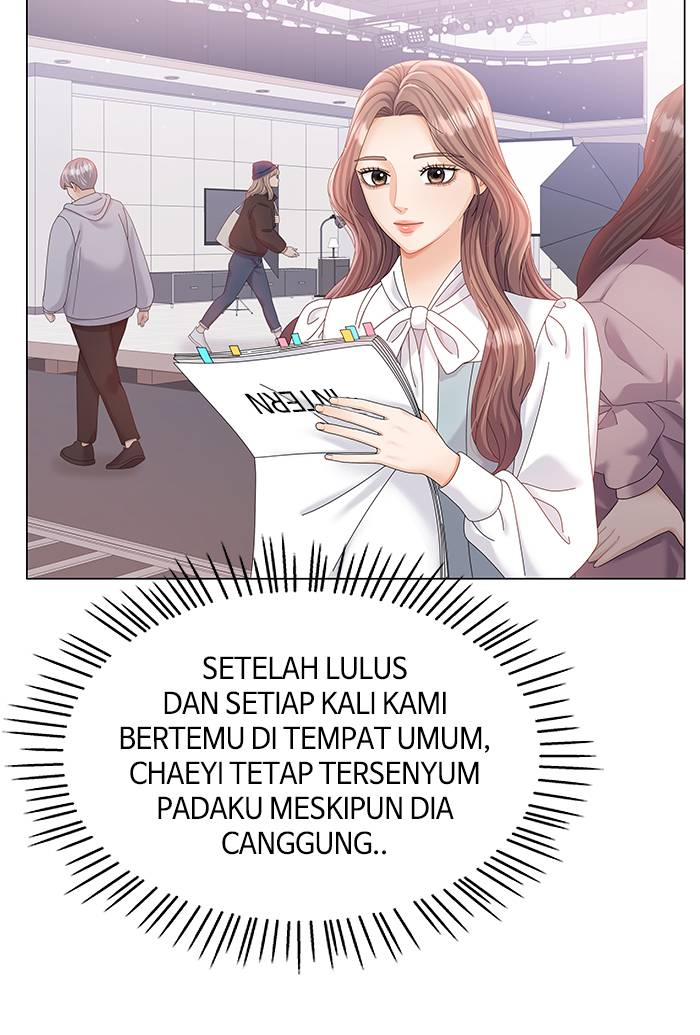 INTERN
SETELAH LULUS
DAN SETIAP KALI KAMI
BERTEMU DI TEMPAT UMUM,
CHAEYI TETAP TERSENYUM
PADAKU MESKIPUN DIA
CANGGUNG..